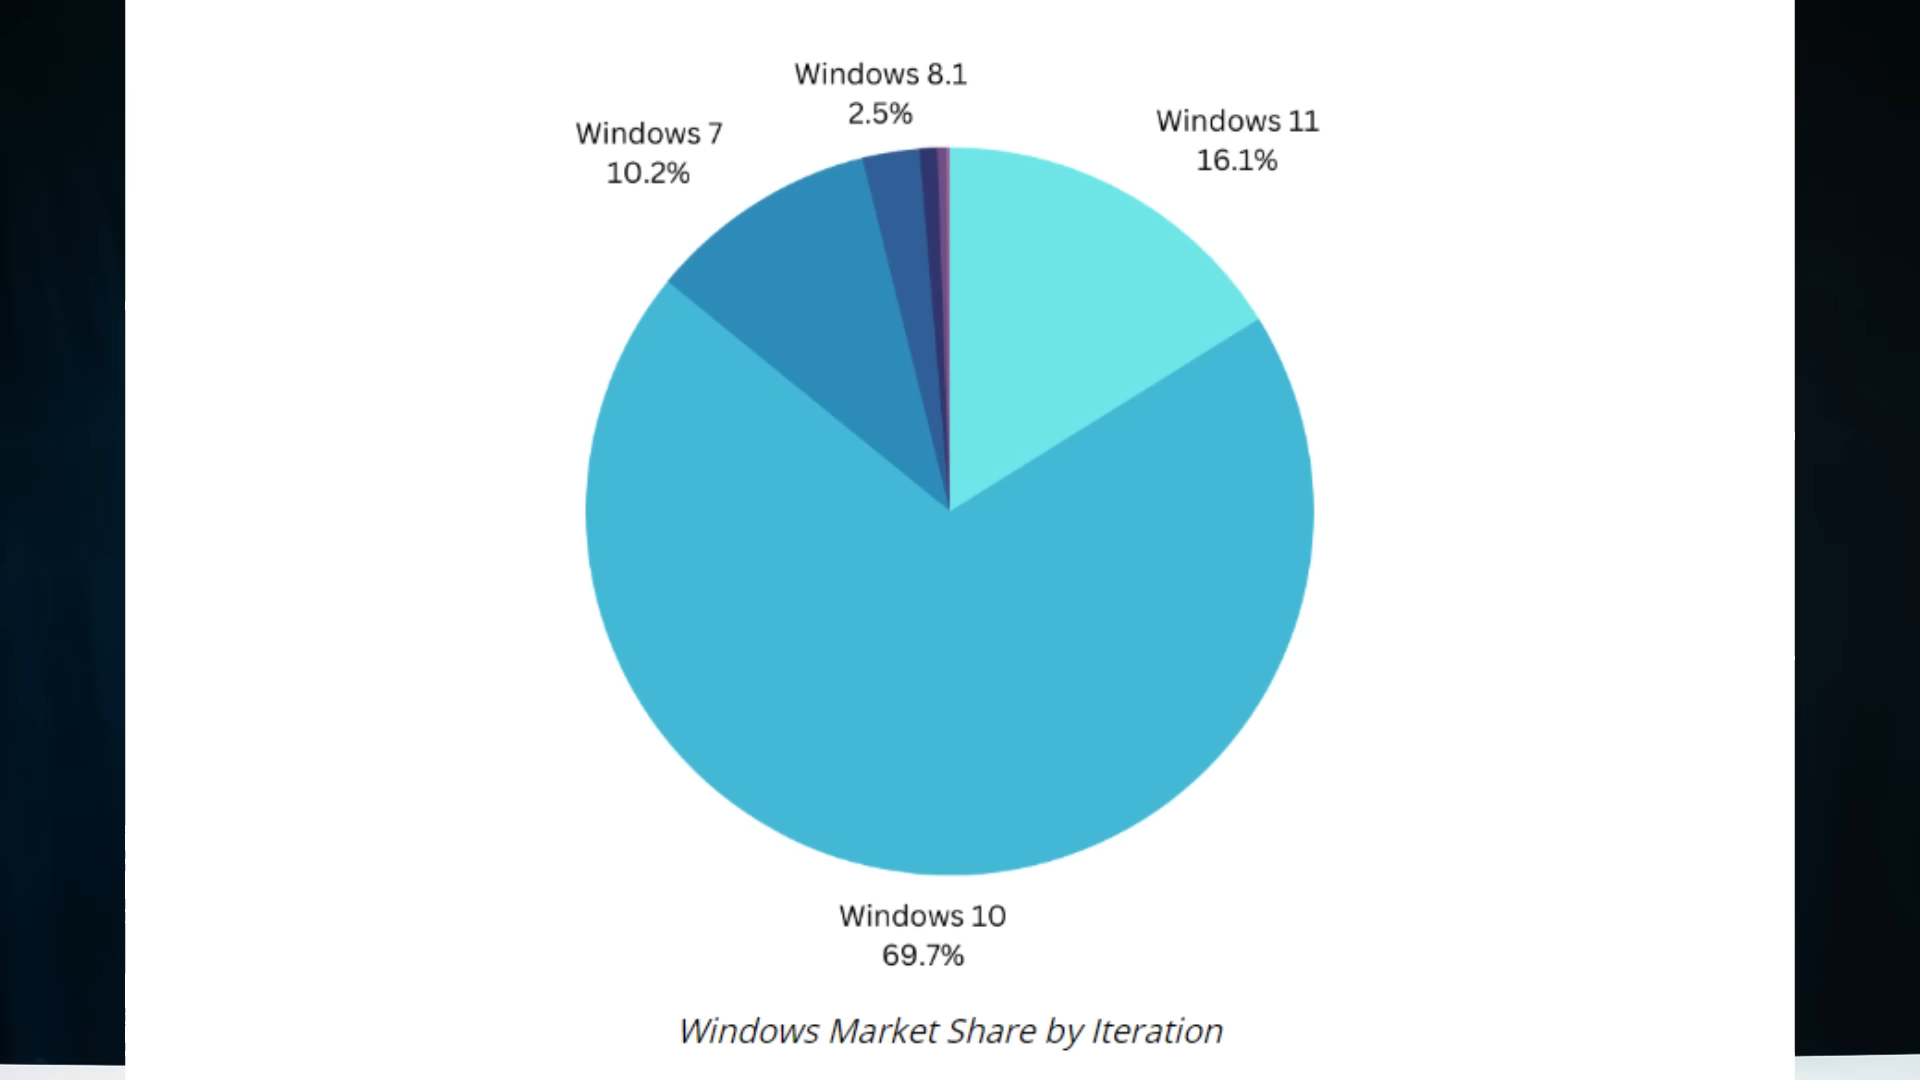 Windows 8.1
2.5%
Windows 11
16.1%
Windows 7
10.2%
Windows 10
69.7%
Windows Market Share by Iteration